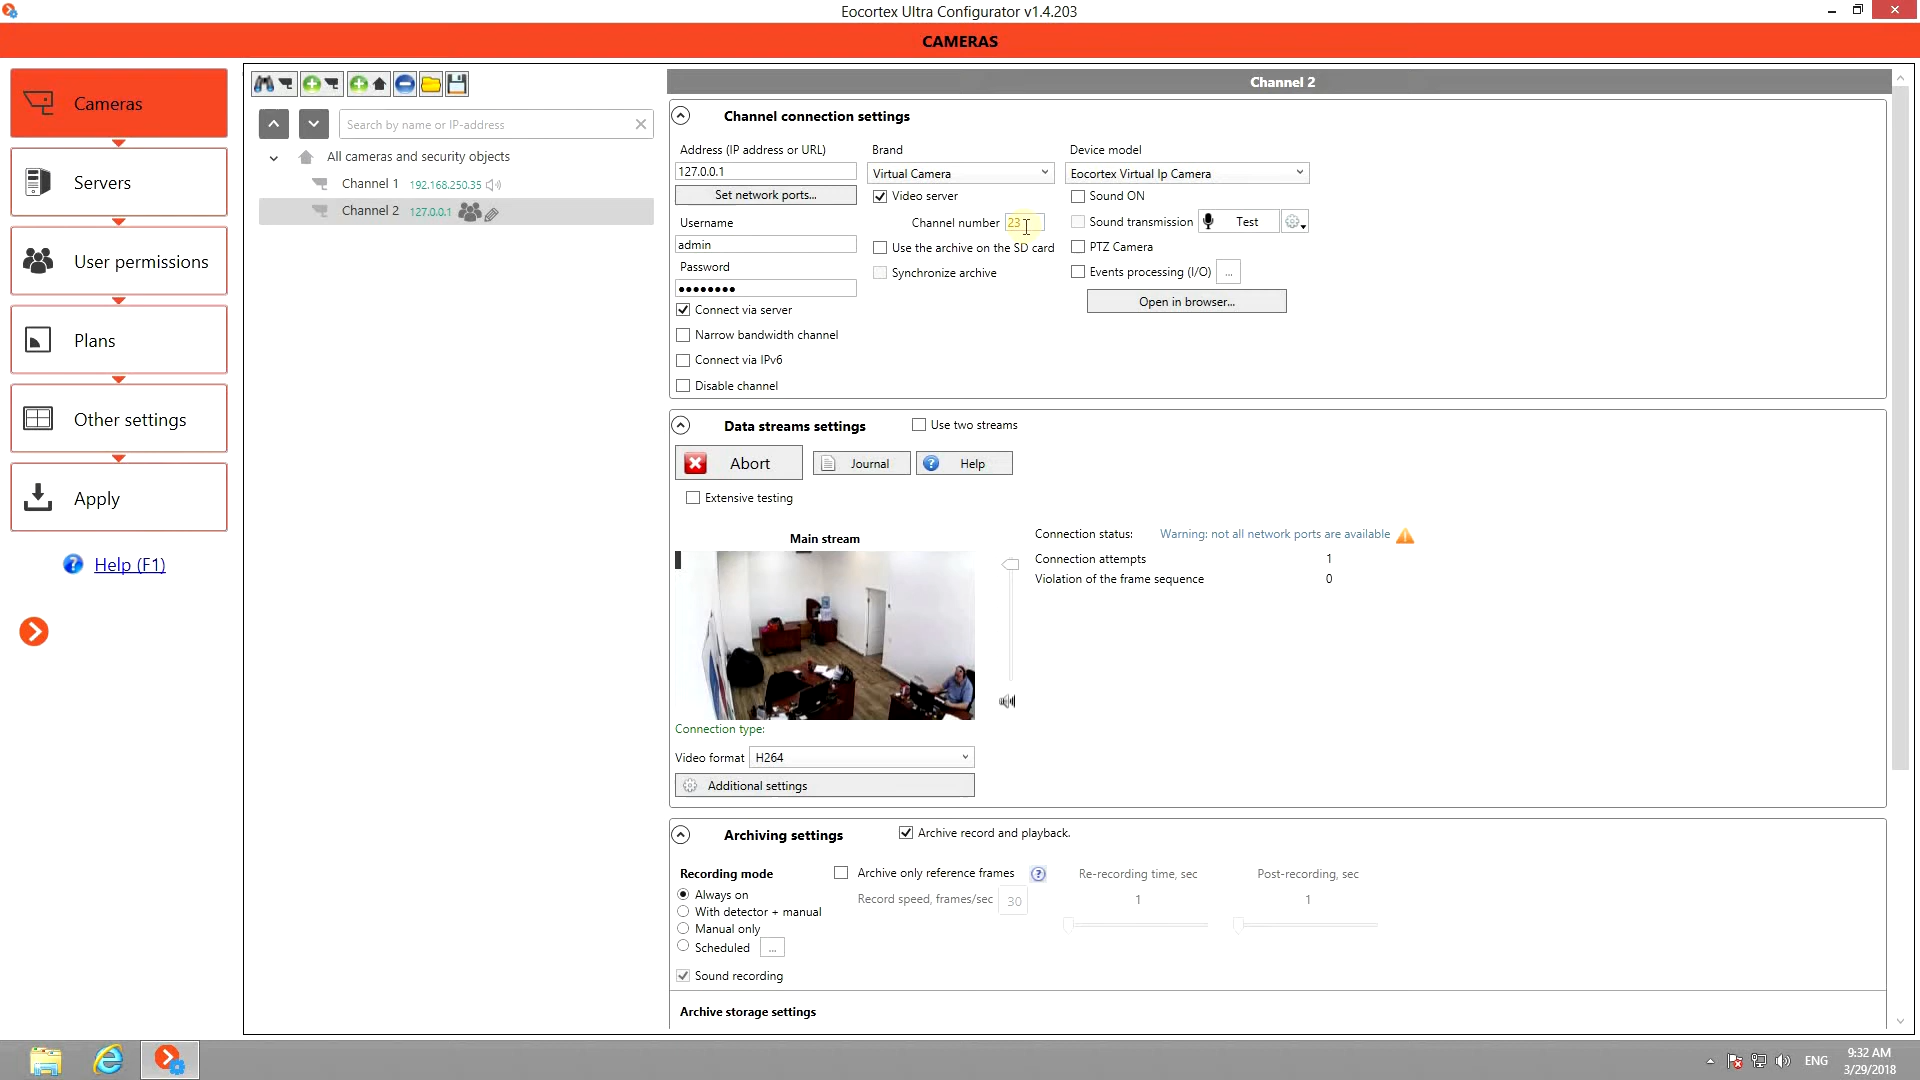 Eocortex Ultra Configurator v1.4.203
CAMERAS
Cameras
Servers
User permissions
Plans
Other settings
Apply
Help (F1)
Search by name or IP-address
All cameras and security objects
Channel 1 192.168.250.35
Channel 2 127.0.0.1
Channel 2
Channel connection settings
Address (IP address or URL) Brand Device model
127.0.0.1 Virtual Camera Eocortex Virtual Ip Camera
Set network ports... Video server Sound ON
Username Channel number 23 Sound transmission Test
admin Use the archive on the SD card PTZ Camera
Password Synchronize archive Events processing (I/O) ...
●●●●●●●●
Open in browser...
Connect via server
Narrow bandwidth channel
Connect via IPv6
Disable channel
Data streams settings Use two streams
Abort Journal Help
Extensive testing
Main stream
Connection status: Warning: not all network ports are available
Connection attempts 1
Violation of the frame sequence 0
Connection type:
Video format H264
Additional settings
Archiving settings Archive record and playback.
Recording mode Archive only reference frames Re-recording time, sec Post-recording, sec
Always on Record speed, frames/sec 30 1 1
With detector + manual
Manual only
Scheduled ...
Sound recording
Archive storage settings
ENG
9:32 AM
3/29/2018